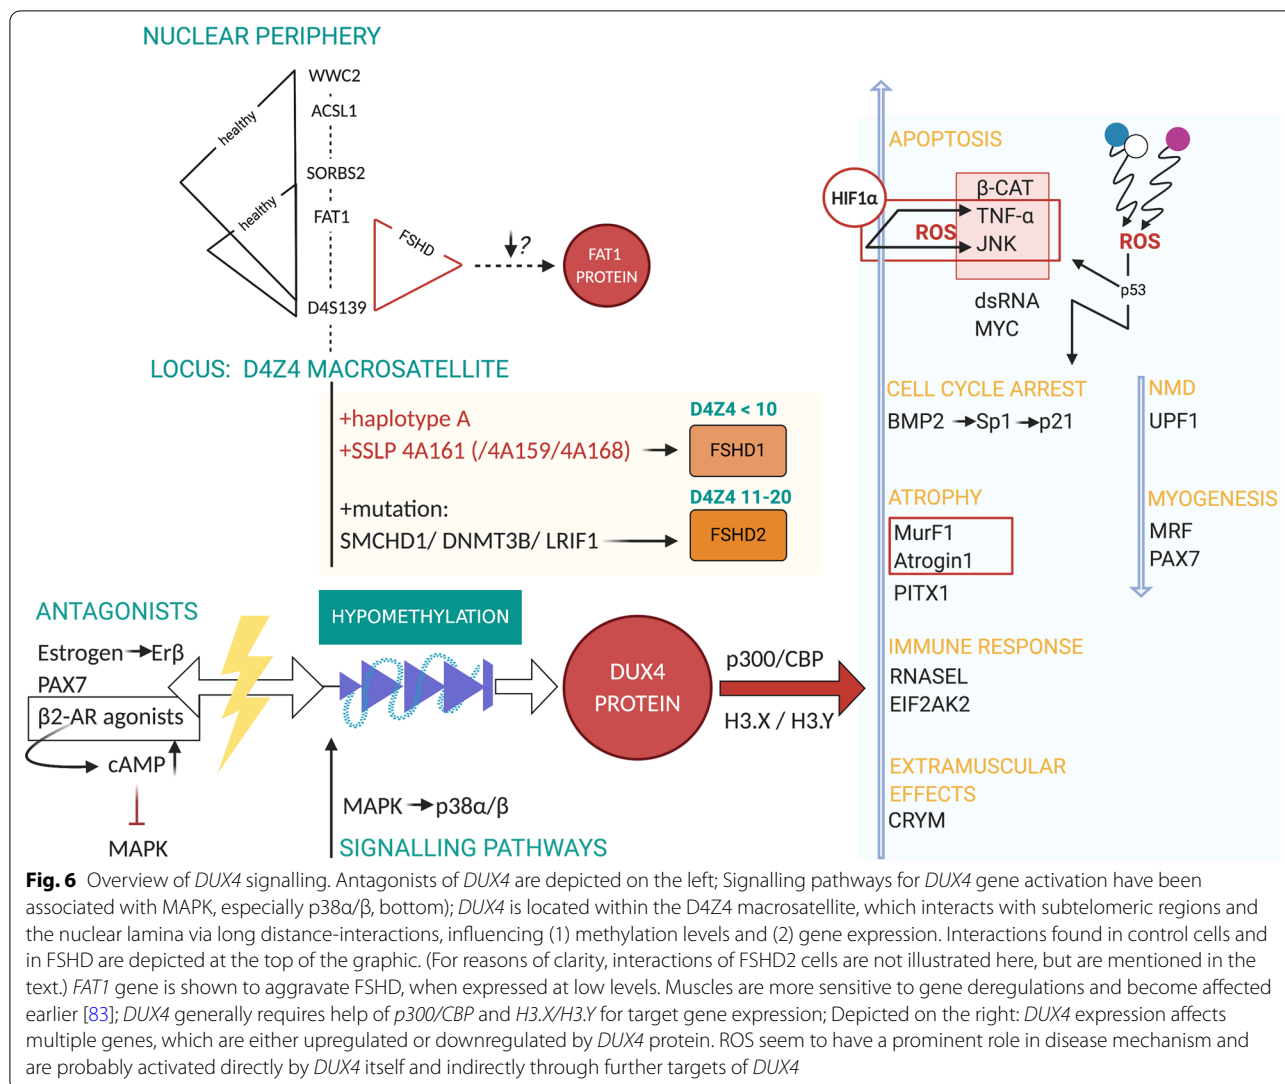 NUCLEAR PERIPHERY
WWC2
ACSL1
healthy
SORBS2
healthy
FAT1
FSHD
?
FAT1
PROTEIN
D4S139
LOCUS: D4Z4 MACROSATELLITE
+haplotype A
+SSLP 4A161 (/4A159/4A168)
D4Z4 < 10
FSHD1
+mutation:
SMCHD1/ DNMT3B/ LRIF1
D4Z4 11-20
FSHD2
ANTAGONISTS
Estrogen Erβ
PAX7
β2-AR agonists
cAMP
MAPK
HYPOMETHYLATION
MAPK p38α/β
SIGNALLING PATHWAYS
DUX4
PROTEIN
p300/CBP
H3.X / H3.Y
APOPTOSIS
HIF1α
β-CAT
TNF-α
ROS
JNK
dsRNA
MYC
ROS
p53
CELL CYCLE ARREST
BMP2 Sp1 p21
NMD
UPF1
ATROPHY
MurF1
Atrogin1
PITX1
MYOGENESIS
MRF
PAX7
IMMUNE RESPONSE
RNASEL
EIF2AK2
EXTRAMUSCULAR
EFFECTS
CRYM
Fig. 6 Overview of DUX4 signalling. Antagonists of DUX4 are depicted on the left; Signalling pathways for DUX4 gene activation have been
associated with MAPK, especially p38α/β, bottom); DUX4 is located within the D4Z4 macrosatellite, which interacts with subtelomeric regions and
the nuclear lamina via long distance-interactions, influencing (1) methylation levels and (2) gene expression. Interactions found in control cells and
in FSHD are depicted at the top of the graphic. (For reasons of clarity, interactions of FSHD2 cells are not illustrated here, but are mentioned in the
text.) FAT1 gene is shown to aggravate FSHD, when expressed at low levels. Muscles are more sensitive to gene deregulations and become affected
earlier [83]; DUX4 generally requires help of p300/CBP and H3.X/H3.Y for target gene expression; Depicted on the right: DUX4 expression affects
multiple genes, which are either upregulated or downregulated by DUX4 protein. ROS seem to have a prominent role in disease mechanism and
are probably activated directly by DUX4 itself and indirectly through further targets of DUX4